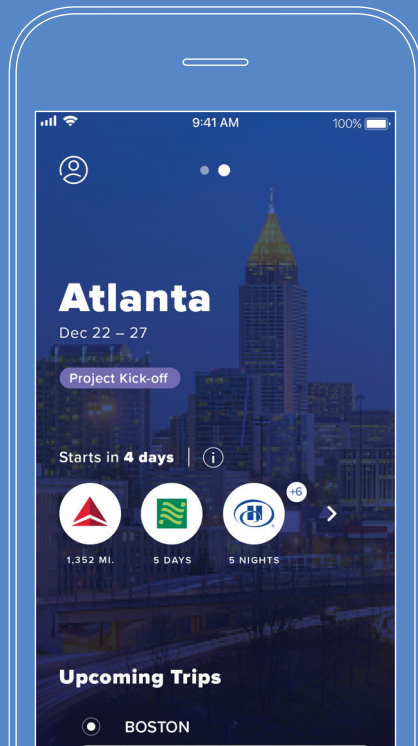 9:41 AM
100%
Atlanta
Dec 22 – 27
Project Kick-off
Starts in 4 days
i
+6
H
1,352 MI.
5 DAYS
5 NIGHTS
Upcoming Trips
BOSTON